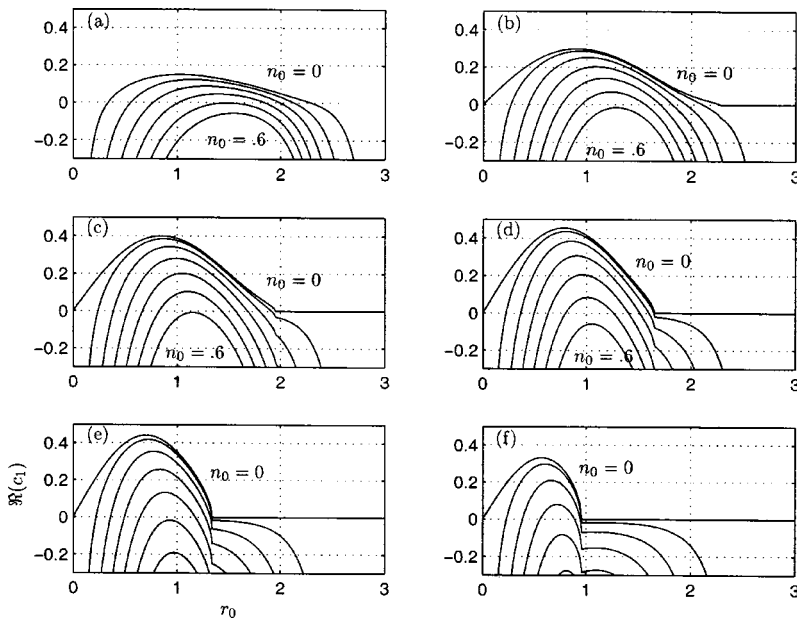 (a)
0.4
0.2
0
−0.2
n₀ = 0
n₀ = .6
0 1 2 3
(b)
0.4
0.2
0
−0.2
n₀ = 0
n₀ = .6
0 1 2 3
(c)
0.4
0.2
0
−0.2
n₀ = 0
n₀ = .6
0 1 2 3
(d)
0.4
0.2
0
−0.2
n₀ = 0
n₀ = .6
0 1 2 3
(e)
0.4
0.2
0
−0.2
n₀ = 0
ℜ(c₁)
0 1 2 3
r₀
(f)
0.4
0.2
0
−0.2
n₀ = 0
0 1 2 3